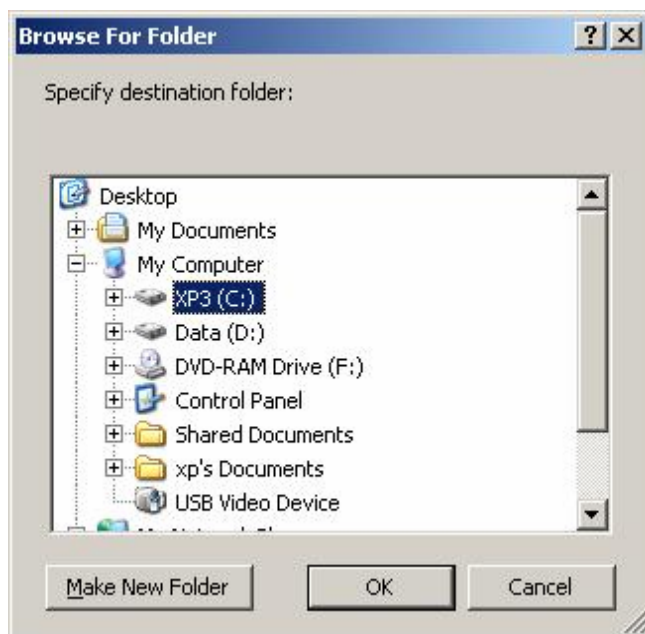 Browse For Folder
Specify destination folder:
Desktop
My Documents
My Computer
XP3 (C:)
Data (D:)
DVD-RAM Drive (F:)
Control Panel
Shared Documents
xp's Documents
USB Video Device
Make New Folder OK Cancel